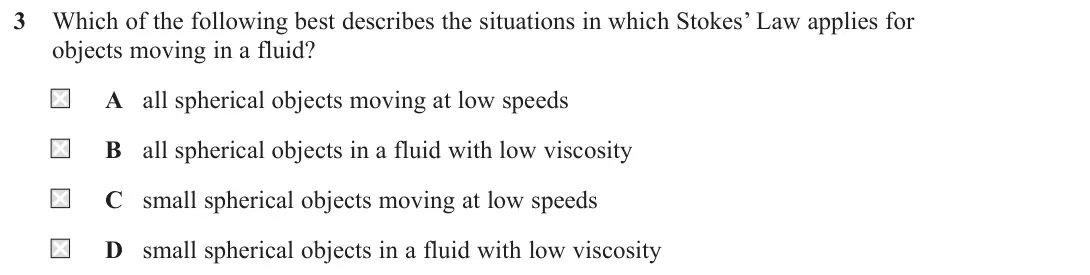 3 Which of the following best describes the situations in which Stokes’ Law applies for
objects moving in a fluid?
A all spherical objects moving at low speeds
B all spherical objects in a fluid with low viscosity
C small spherical objects moving at low speeds
D small spherical objects in a fluid with low viscosity